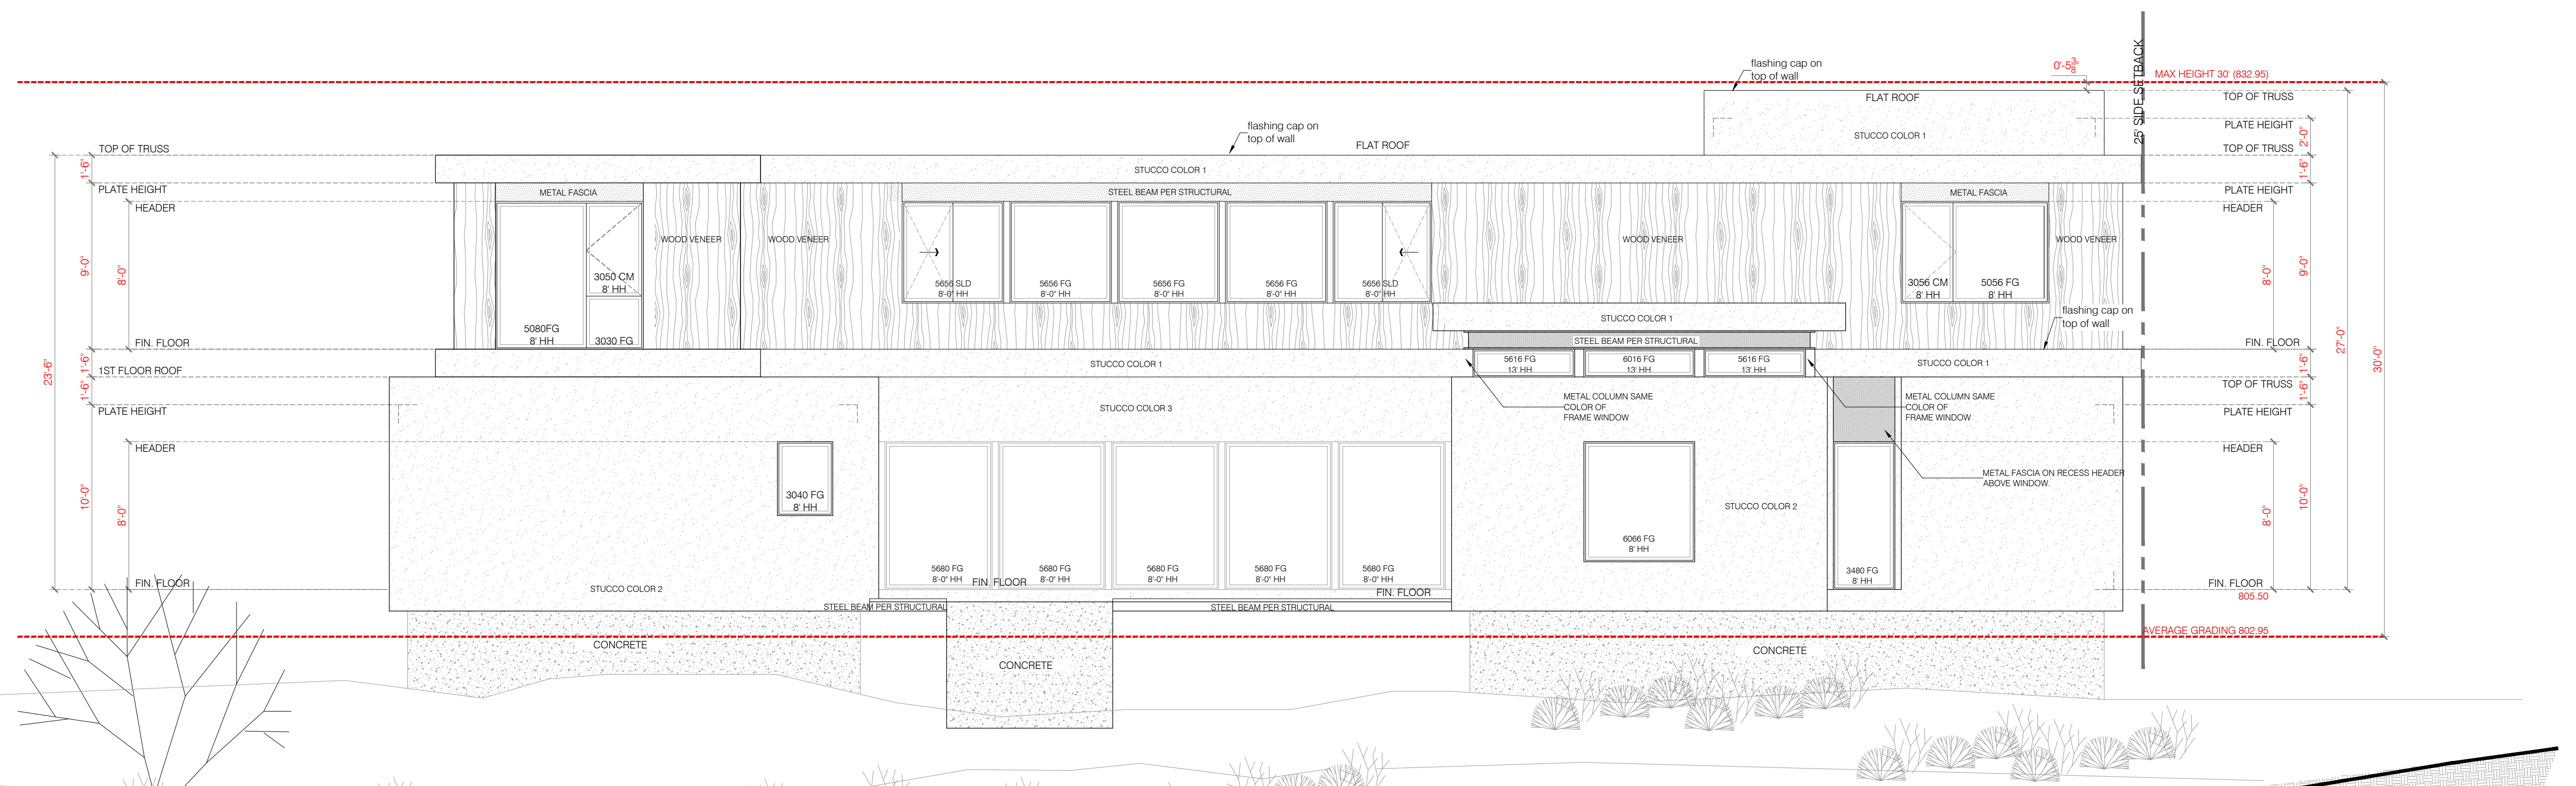 25' SIDE SETBACK
flashing cap on
top of wall
0'-5 3/8"
MAX HEIGHT 30' (832.95)
FLAT ROOF
TOP OF TRUSS
STUCCO COLOR 1
PLATE HEIGHT
2'-0"
flashing cap on
top of wall
FLAT ROOF
TOP OF TRUSS
TOP OF TRUSS
1'-6"
STUCCO COLOR 1
1'-6"
PLATE HEIGHT
METAL FASCIA
STEEL BEAM PER STRUCTURAL
METAL FASCIA
PLATE HEIGHT
HEADER
HEADER
WOOD VENEER
WOOD VENEER
WOOD VENEER
WOOD VENEER
9'-0"
8'-0"
3050 CM
8' HH
5656 SLD
8'-0" HH
5656 FG
8'-0" HH
5656 FG
8'-0" HH
5656 FG
8'-0" HH
5656 SLD
8'-0" HH
3056 CM
8' HH
5056 FG
8' HH
8'-0"
9'-0"
5080FG
8' HH
3030 FG
STUCCO COLOR 1
flashing cap on
top of wall
FIN. FLOOR
STEEL BEAM PER STRUCTURAL
FIN. FLOOR
27'-0"
30'-0"
23'-6"
1'-6"
STUCCO COLOR 1
5616 FG
13' HH
6016 FG
13' HH
5616 FG
13' HH
STUCCO COLOR 1
1'-6"
1ST FLOOR ROOF
TOP OF TRUSS
1'-6"
METAL COLUMN SAME
COLOR OF
FRAME WINDOW
METAL COLUMN SAME
COLOR OF
FRAME WINDOW
1'-6"
PLATE HEIGHT
STUCCO COLOR 3
PLATE HEIGHT
HEADER
HEADER
METAL FASCIA ON RECESS HEADER
ABOVE WINDOW.
10'-0"
8'-0"
3040 FG
8' HH
STUCCO COLOR 2
8'-0"
10'-0"
6066 FG
8' HH
5680 FG
8'-0" HH
5680 FG
8'-0" HH
5680 FG
8'-0" HH
5680 FG
8'-0" HH
5680 FG
8'-0" HH
3480 FG
8' HH
FIN. FLOOR
STUCCO COLOR 2
FIN. FLOOR
FIN. FLOOR
FIN. FLOOR
805.50
STEEL BEAM PER STRUCTURAL
STEEL BEAM PER STRUCTURAL
AVERAGE GRADING 802.95
CONCRETE
CONCRETE
CONCRETE